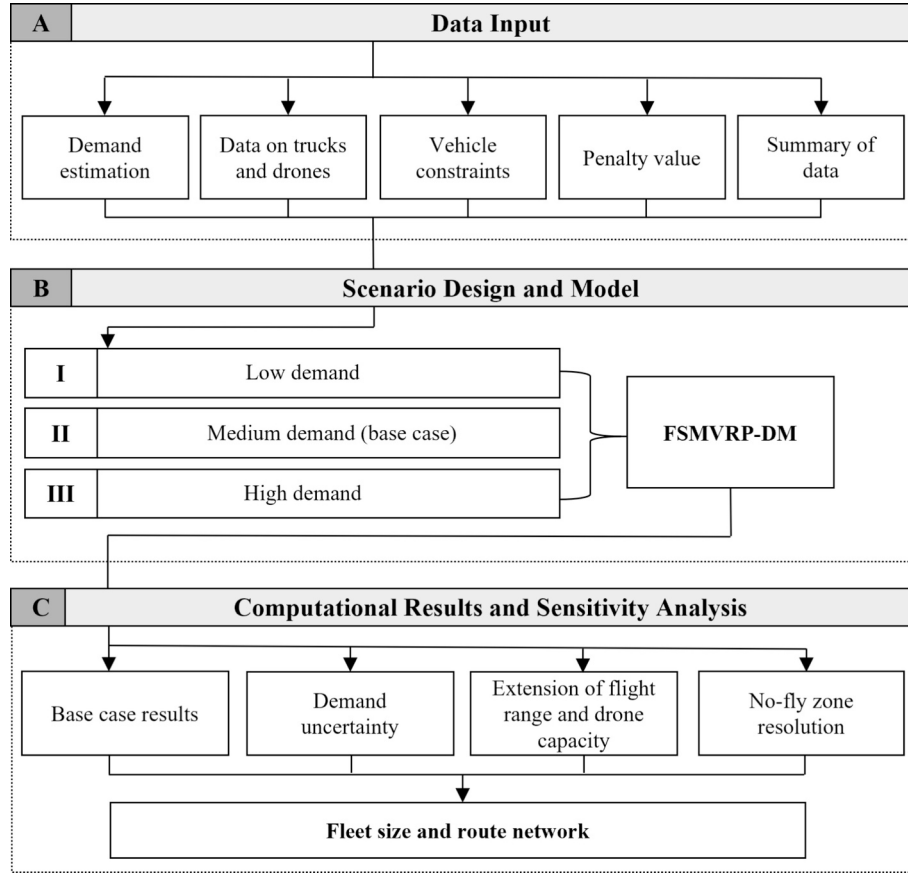 A
Data Input
Demand
estimation
Data on trucks
and drones
Vehicle
constraints
Penalty value
Summary of
data
B
Scenario Design and Model
I
Low demand
II
Medium demand (base case)
III
High demand
FSMVRP-DM
C
Computational Results and Sensitivity Analysis
Base case results
Demand
uncertainty
Extension of flight
range and drone
capacity
No-fly zone
resolution
Fleet size and route network